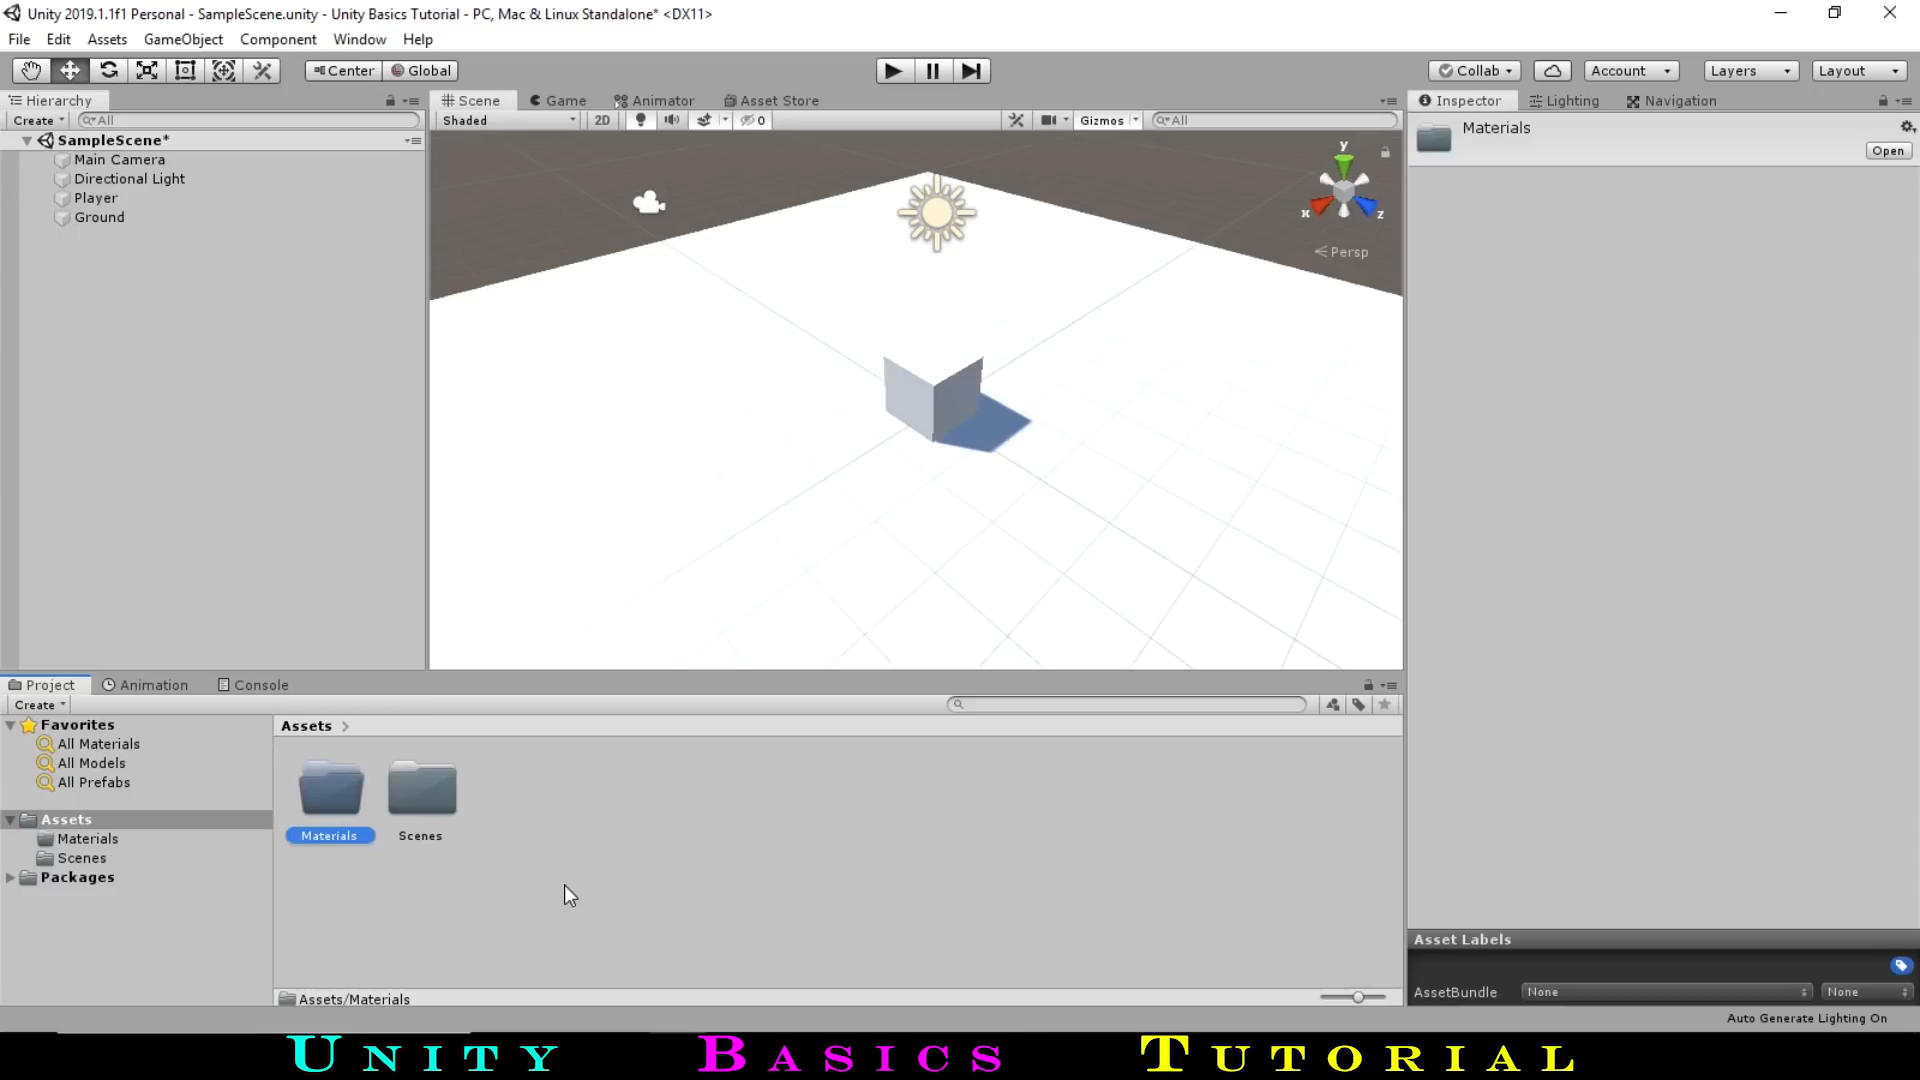 Unity 2019.1.1f1 Personal - SampleScene.unity - Unity Basics Tutorial - PC, Mac & Linux Standalone* <DX11>
File Edit Assets GameObject Component Window Help
Center Global Collab Account Layers Layout
Hierarchy Scene Game Animator Asset Store Inspector Lighting Navigation
Create All Shaded 2D 0 Gizmos All
SampleScene*
Main Camera
Directional Light
Player
Ground
Materials
Open
y
x z
Persp
Project Animation Console
Create
Favorites
All Materials
All Models
All Prefabs
Assets
Materials
Scenes
Packages
Assets
Materials Scenes
Assets/Materials
Asset Labels
AssetBundle None None
Auto Generate Lighting On
Unity Basics Tutorial